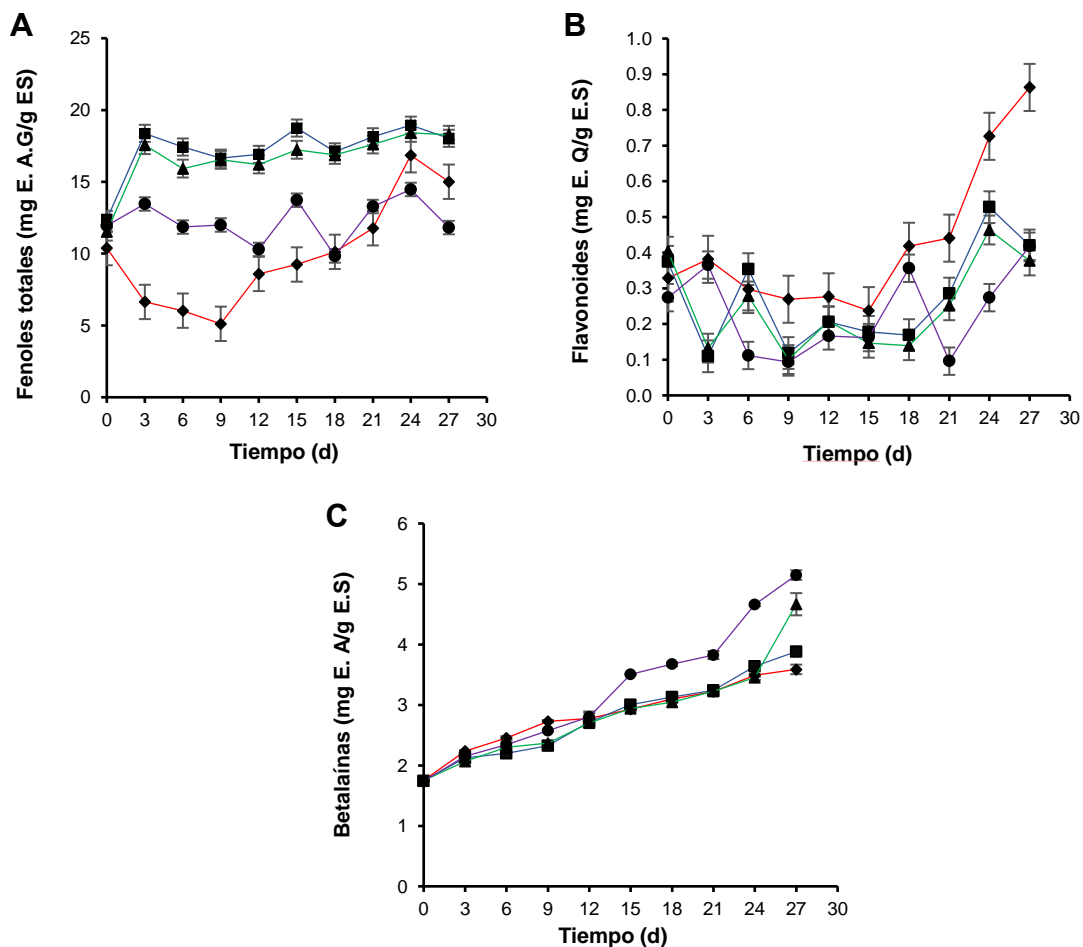 A
B
Fenoles totales (mg E. A.G/g ES)
25
20
15
10
5
0
0 3 6 9 12 15 18 21 24 27 30
Tiempo (d)
Flavonoides (mg E. Q/g E.S)
1.0
0.9
0.8
0.7
0.6
0.5
0.4
0.3
0.2
0.1
0.0
0 3 6 9 12 15 18 21 24 27 30
Tiempo (d)
C
Betalaínas (mg E. A/g E.S)
6
5
4
3
2
1
0
0 3 6 9 12 15 18 21 24 27 30
Tiempo (d)